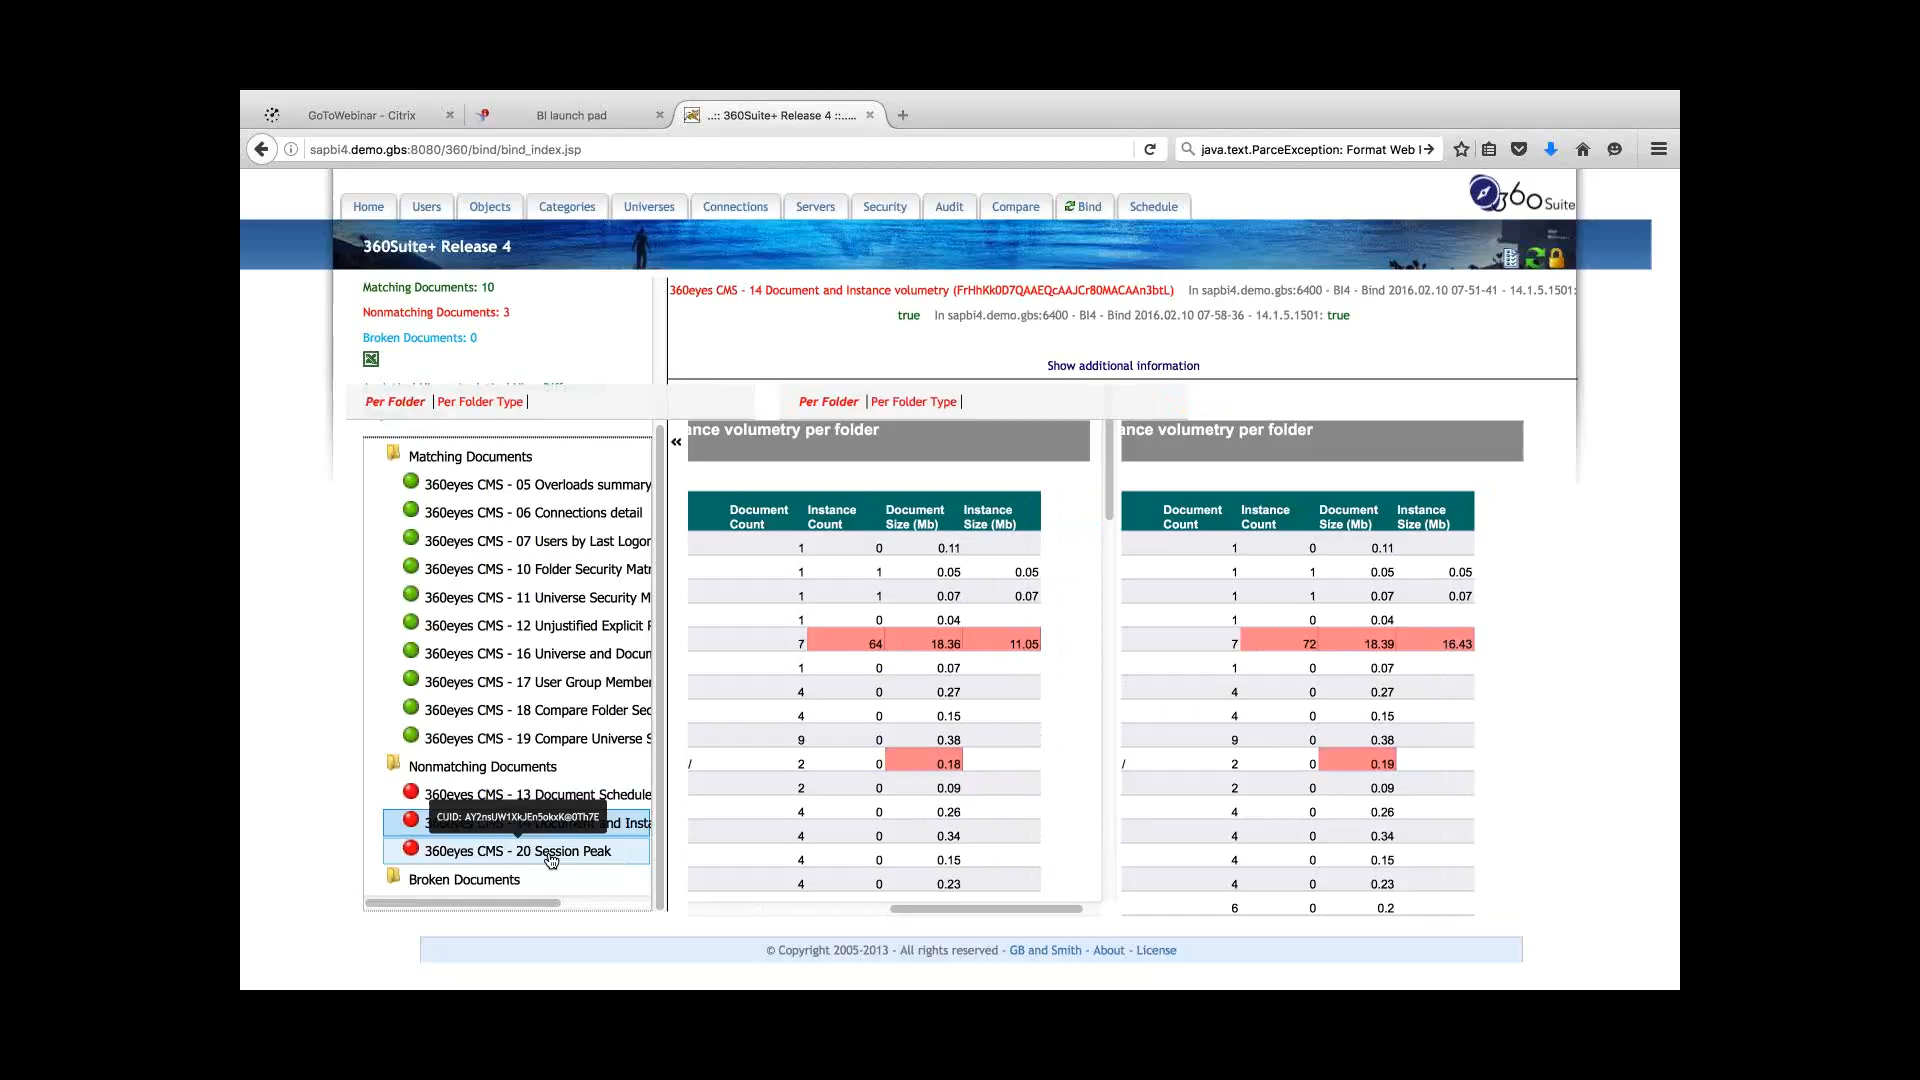 GoToWebinar - Citrix
BI launch pad
..:: 360Suite+ Release 4 ::.....
sapbi4.demo.gbs:8080/360/bind/bind_index.jsp
java.text.ParceException: Format Web I
360 Suite
Home Users Objects Categories Universes Connections Servers Security Audit Compare Bind Schedule
360Suite+ Release 4
Matching Documents: 10
Nonmatching Documents: 3
Broken Documents: 0
360eyes CMS - 14 Document and Instance volumetry (FrHhKk0D7QAAEQcAAJCr80MACAAn3btL) In sapbi4.demo.gbs:6400 - BI4 - Bind 2016.02.10 07-51-41 - 14.1.5.1501:
true In sapbi4.demo.gbs:6400 - BI4 - Bind 2016.02.10 07-58-36 - 14.1.5.1501: true
Show additional information
Per Folder | Per Folder Type |
Per Folder | Per Folder Type |
Matching Documents
360eyes CMS - 05 Overloads summary
360eyes CMS - 06 Connections detail
360eyes CMS - 07 Users by Last Logon
360eyes CMS - 10 Folder Security Matr
360eyes CMS - 11 Universe Security M
360eyes CMS - 12 Unjustified Explicit R
360eyes CMS - 16 Universe and Docum
360eyes CMS - 17 User Group Member
360eyes CMS - 18 Compare Folder Sec
360eyes CMS - 19 Compare Universe S
Nonmatching Documents
360eyes CMS - 13 Document Schedule
CUID: AY2nsUW1XkJEn5okxK@0Th7E
and Insta
360eyes CMS - 20 Session Peak
Broken Documents
«
ance volumetry per folder
Document Count Instance Count Document Size (Mb) Instance Size (Mb)
1 0 0.11
1 1 0.05 0.05
1 1 0.07 0.07
1 0 0.04
7 64 18.36 11.05
1 0 0.07
4 0 0.27
4 0 0.15
9 0 0.38
/ 2 0 0.18
2 0 0.09
4 0 0.26
4 0 0.34
4 0 0.15
4 0 0.23
ance volumetry per folder
Document Count Instance Count Document Size (Mb) Instance Size (Mb)
1 0 0.11
1 1 0.05 0.05
1 1 0.07 0.07
1 0 0.04
7 72 18.39 16.43
1 0 0.07
4 0 0.27
4 0 0.15
9 0 0.38
/ 2 0 0.19
2 0 0.09
4 0 0.26
4 0 0.34
4 0 0.15
4 0 0.23
6 0 0.2
© Copyright 2005-2013 - All rights reserved - GB and Smith - About - License